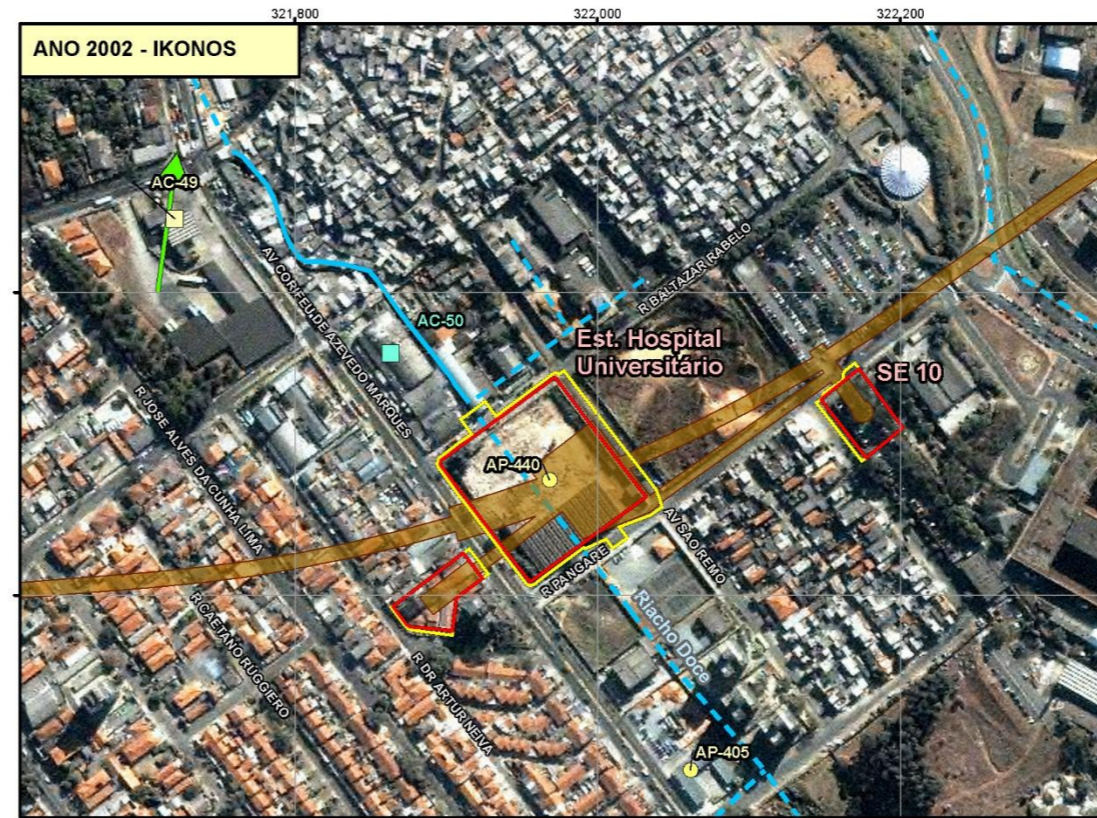 321,800
322,000
322,200
ANO 2002 - IKONOS
AC-49
R BALTAZAR RABELO
AV CORIFEU DE AZEVEDO MARQUES
AC-50
Est. Hospital
Universitário
SE 10
R JOSE ALVES DA CUNHA LIMA
AP-440
AV SAO REMO
R PANGARE
Riacho Doce
R CAETANO RUGGIERO
R DR ARTUR NEIVA
AP-405